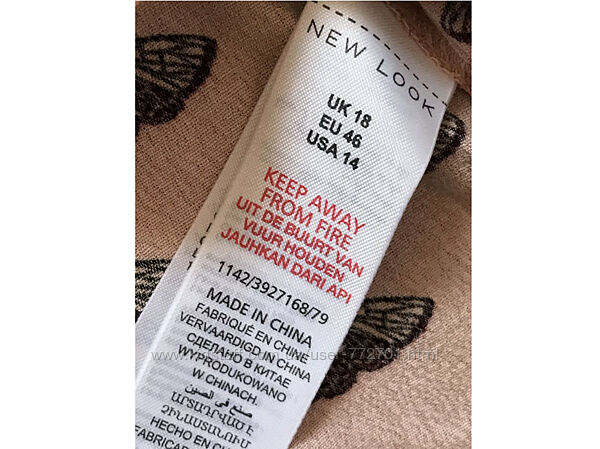 NEW LOOK
UK 18
EU 46
USA 14
KEEP AWAY
FROM FIRE
UIT DE BUURT VAN
VUUR HOUDEN
JAUHKAN DARI API
1142/3927168/79
MADE IN CHINA
FABRIQUÉ EN CHINE
VERVAARDIGD IN CHINA
СДЕЛАНО В КИТАЕ
WYPRODUKOWANO
W CHINACH.
صنع في الصين
ԱՐՏԱԴՐՎԱԾ Է
ՉԻՆԱՍՏԱՆՈՒՄ
HECHO EN